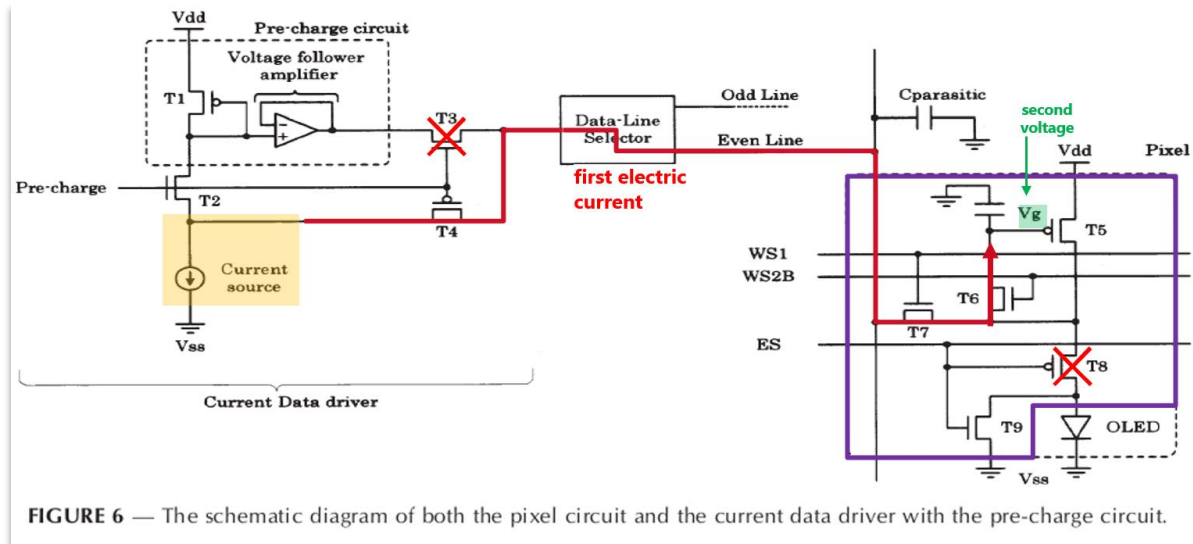 Vdd
Pre-charge circuit
Voltage follower
amplifier
T1
T3
Pre-charge
T2
T4
Current
source
Vss
Current Data driver
Data-Line
Selector
Odd Line
Even Line
first electric
current
Cparasitic
second
voltage
Vdd
Pixel
Vg
T5
WS1
WS2B
T6
T7
ES
T8
T9
OLED
Vss
FIGURE 6 — The schematic diagram of both the pixel circuit and the current data driver with the pre-charge circuit.